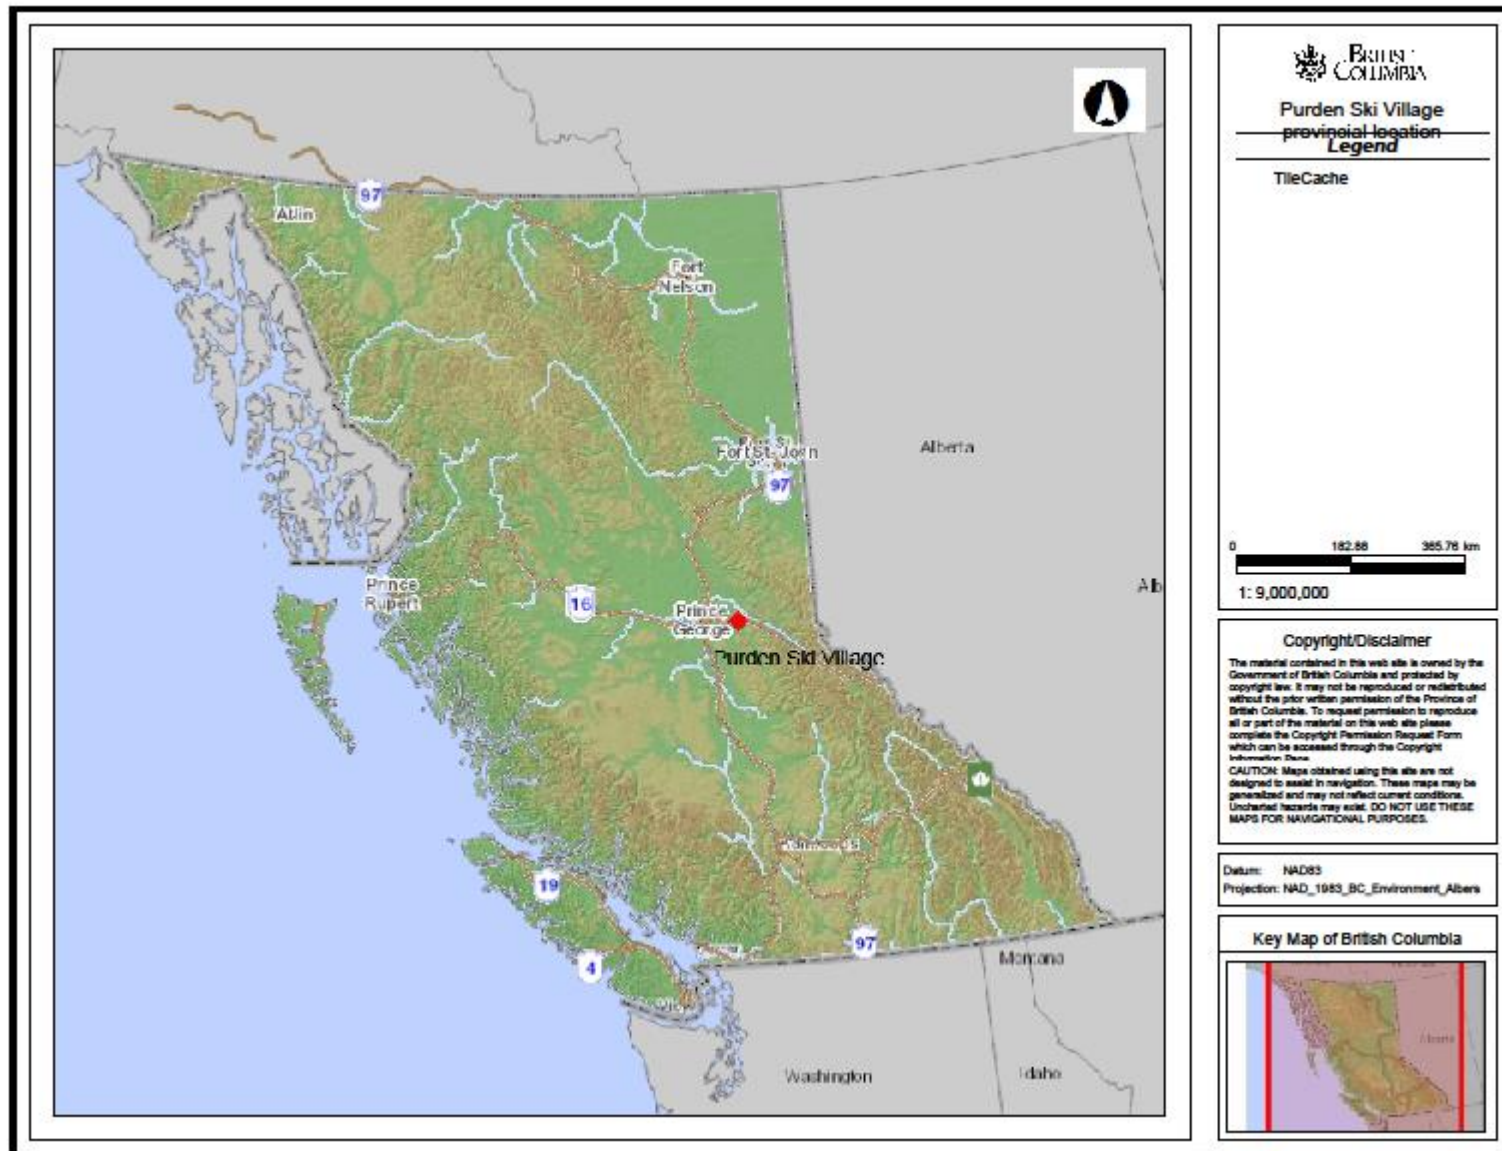 97
Atlin
Fort
Nelson
Fort St. John
97
Alberta
Prince
Rupert
16
Prince
George
Purden Ski Village
Alb
Kamloops
19
4
97
Montana
Washington
Idaho
BRITISH
COLUMBIA
Purden Ski Village
provincial location
Legend
TileCache
0 182.88 365.76 km
1: 9,000,000
Copyright/Disclaimer
The material contained in this web site is owned by the
Government of British Columbia and protected by
copyright law. It may not be reproduced or redistributed
without the prior written permission of the Province of
British Columbia. To request permission to reproduce
all or part of the material on this web site please
complete the Copyright Permission Request Form
which can be accessed through the Copyright
Information Page
CAUTION: Maps obtained using this site are not
designed to assist in navigation. These maps may be
generalized and may not reflect current conditions.
Uncharted hazards may exist. DO NOT USE THESE
MAPS FOR NAVIGATIONAL PURPOSES.
Datum: NAD83
Projection: NAD_1983_BC_Environment_Albers
Key Map of British Columbia
Alberta